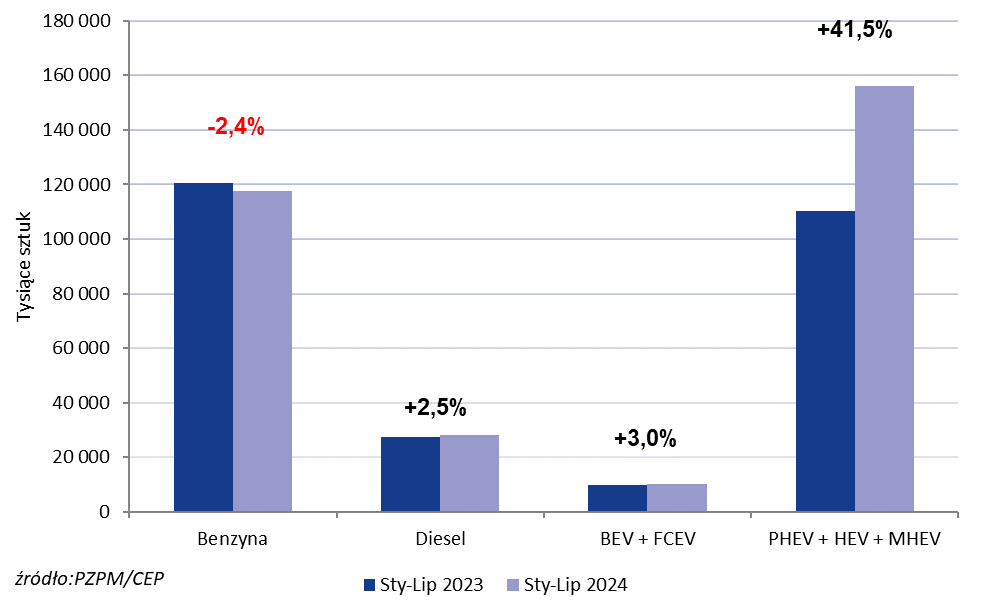 180 000
160 000
140 000
120 000
100 000
80 000
60 000
40 000
20 000
0
Tysiące sztuk
-2,4%
+2,5%
+3,0%
+41,5%
Benzyna
Diesel
BEV + FCEV
PHEV + HEV + MHEV
źródło:PZPM/CEP
Sty-Lip 2023
Sty-Lip 2024